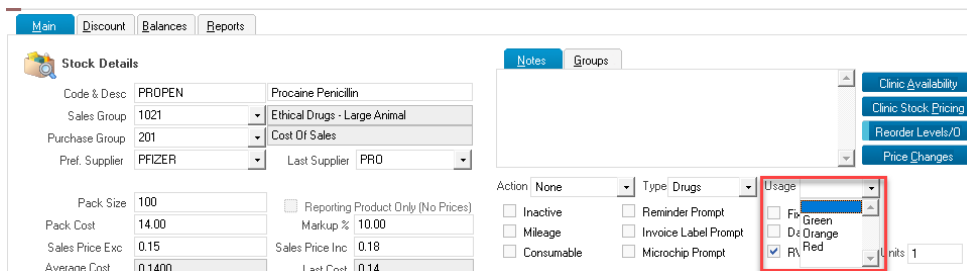 Main Discount Balances Reports
Stock Details
Code & Desc PROPEN Procaine Penicillin
Sales Group 1021 Ethical Drugs - Large Animal
Purchase Group 201 Cost Of Sales
Pref. Supplier PFIZER Last Supplier PRO
Pack Size 100 Reporting Product Only (No Prices)
Pack Cost 14.00 Markup % 10.00
Sales Price Exc 0.15 Sales Price Inc 0.18
Average Cost 0.1400 Last Cost 0.14
Notes Groups
Clinic Availability
Clinic Stock Pricing
Reorder Levels/O
Price Changes
Action None Type Drugs Usage
Inactive Reminder Prompt Fi
Mileage Invoice Label Prompt Da
Consumable Microchip Prompt RV Units 1
Green
Orange
Red